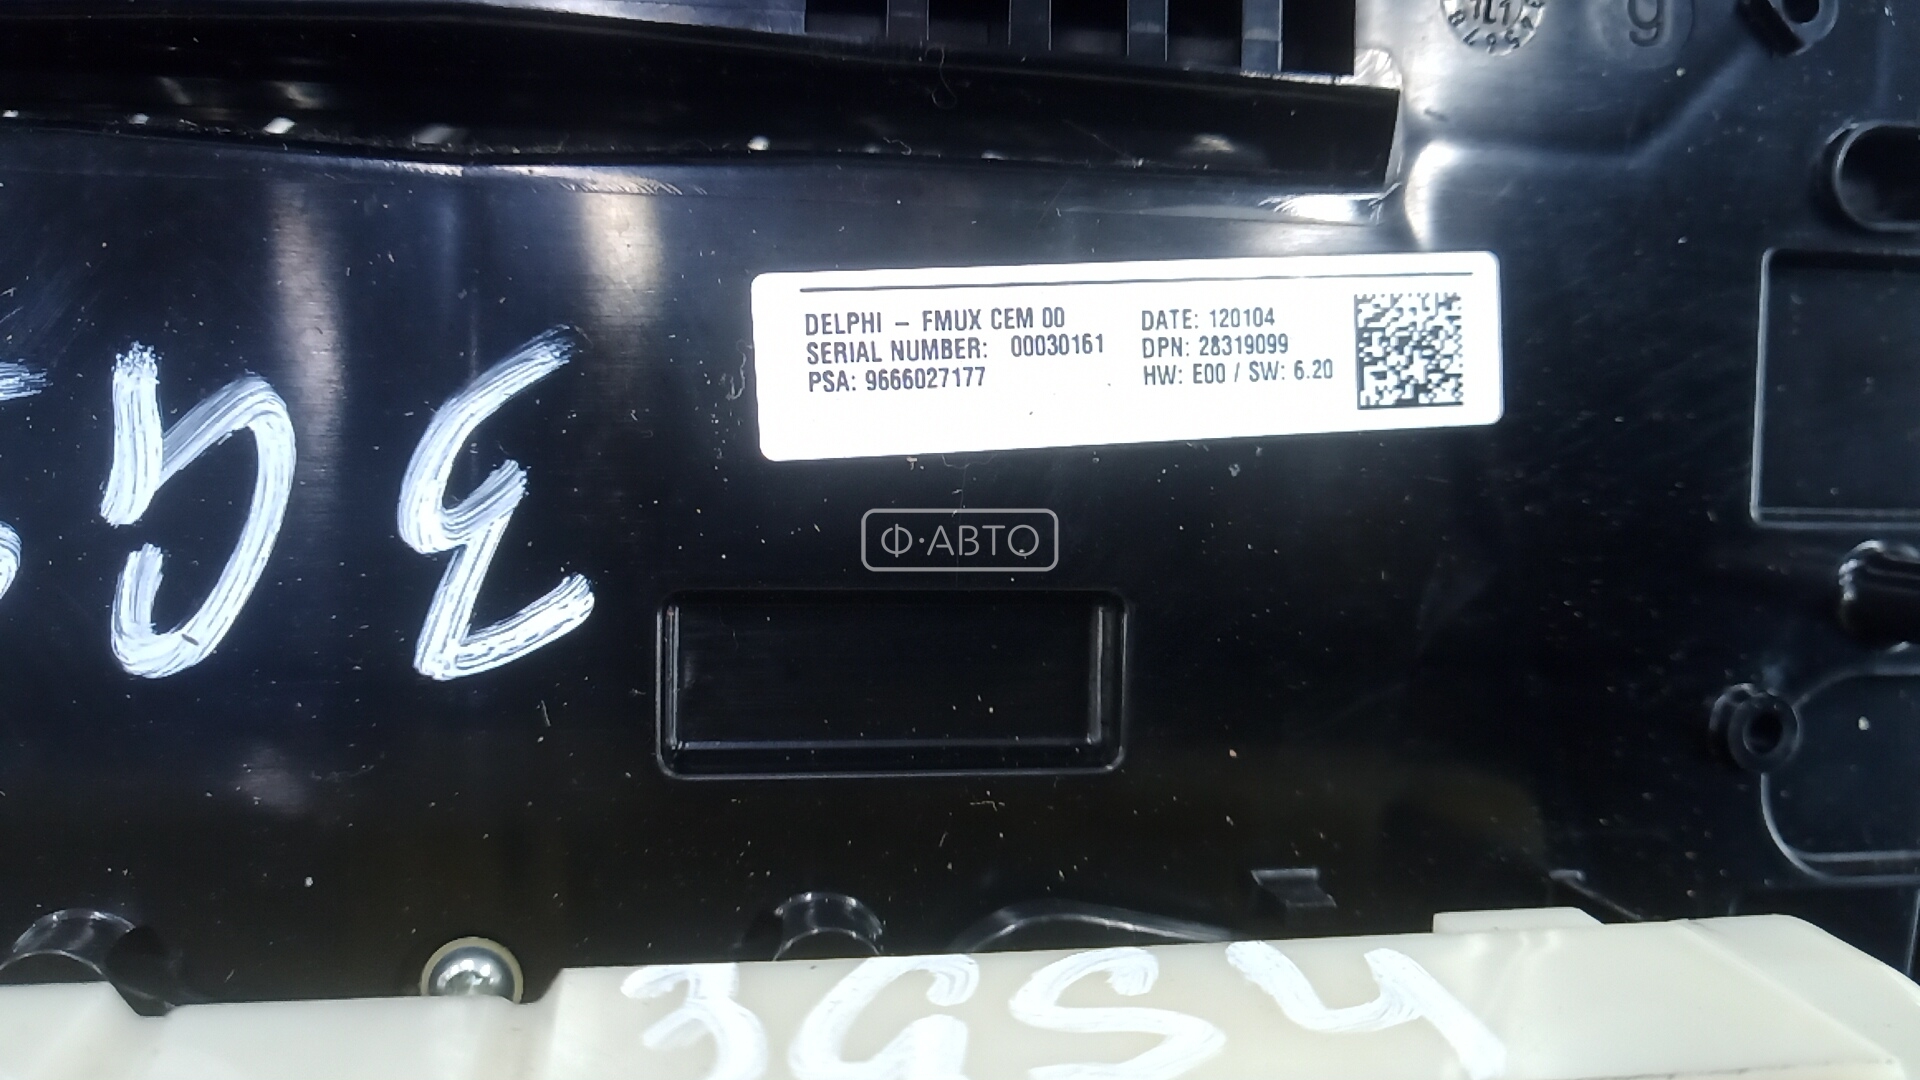 g
DELPHI – FMUX CEM 00
SERIAL NUMBER: 00030161
PSA: 9666027177
DATE: 120104
DPN: 28319099
HW: E00 / SW: 6.20
Ф·АВТО
3GS4